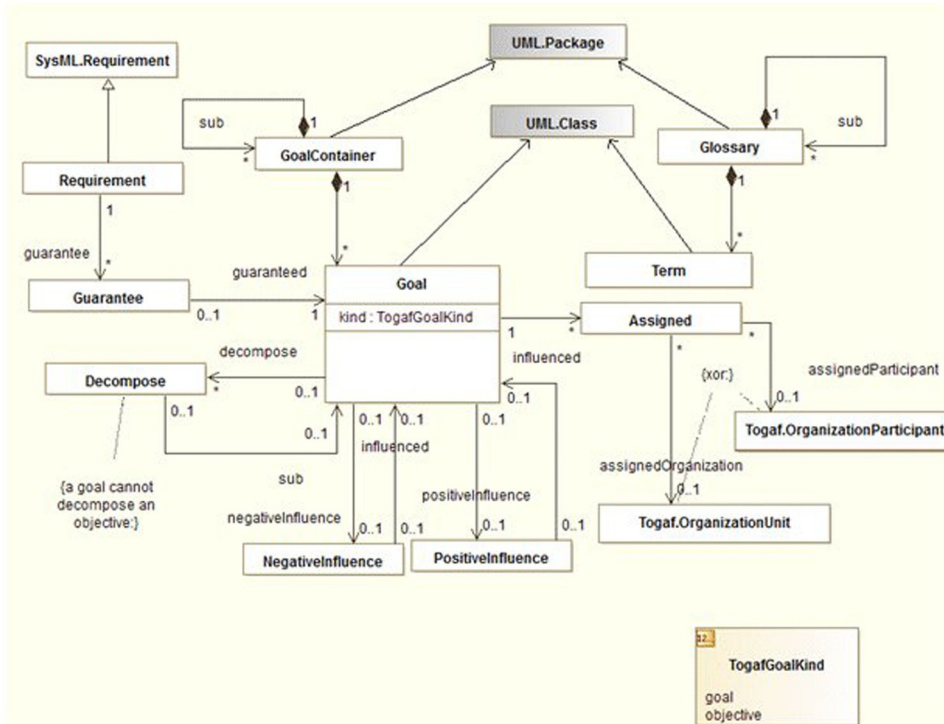 UML.Package
SysML.Requirement
1
sub
1
sub
UML.Class
*
GoalContainer
Glossary
*
1
1
Requirement
1
*
*
guarantee
*
guaranteed
Goal
Term
Guarantee
0..1
1
kind : TogafGoalKind
1
*
Assigned
decompose
influenced
*
*
Decompose
*
0..1
0..1
assignedParticipant
{xor:}
0..1
0..1
0..1
0..1
0..1
0..1
influenced
Togaf.OrganizationParticipant
{a goal cannot
decompose an
objective:}
sub
assignedOrganization
positiveInfluence
0..1
negativeInfluence
0..1
0..1
0..1
0..1
Togaf.OrganizationUnit
NegativeInfluence
PositiveInfluence
12...
TogafGoalKind
goal
objective